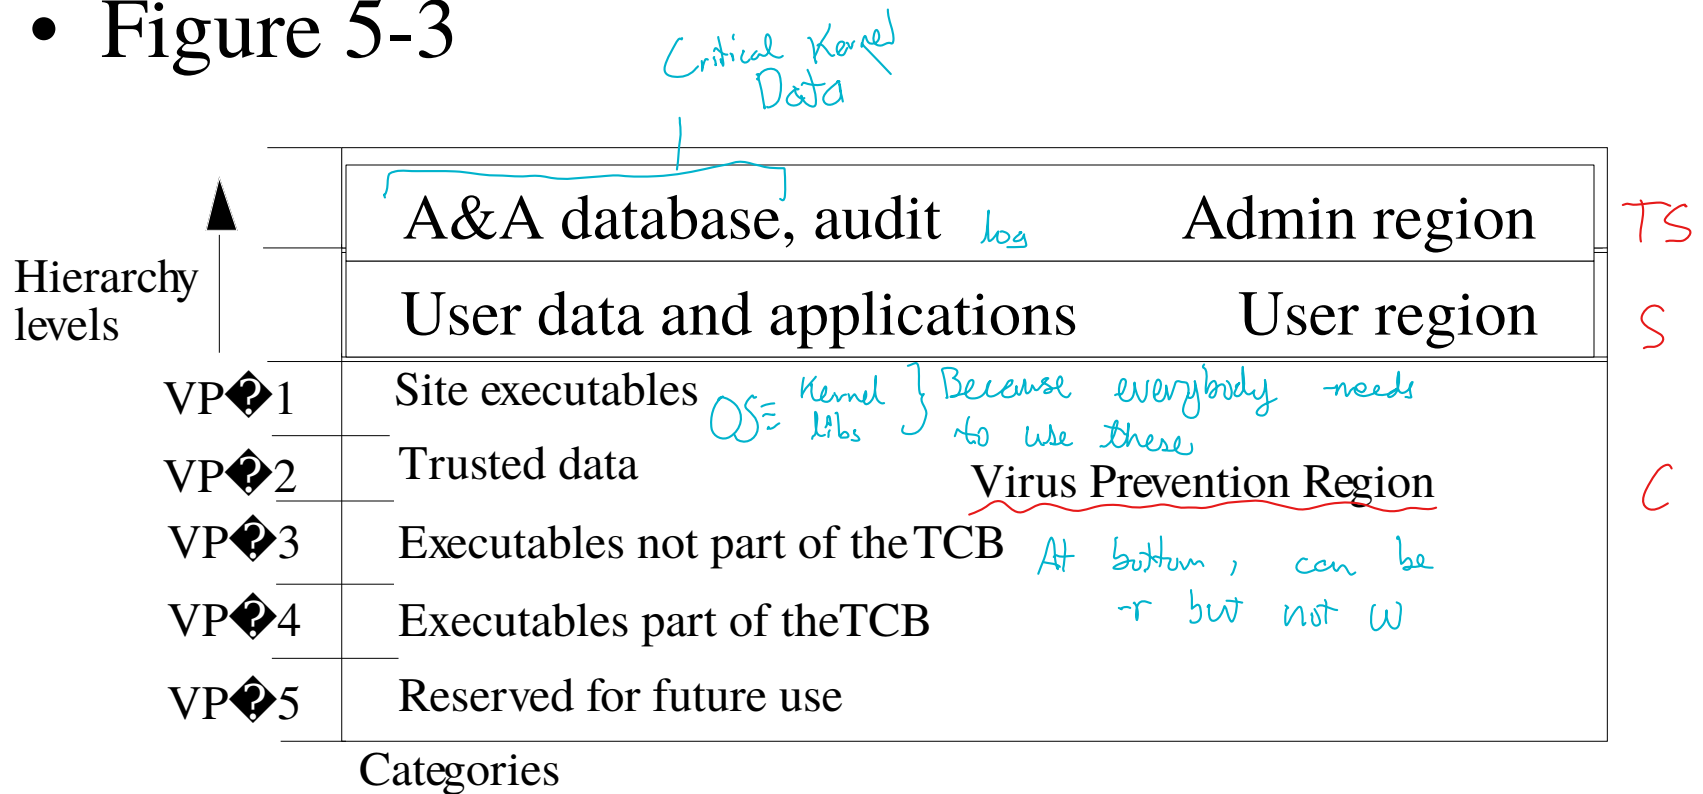 • Figure 5-3
Critical Kernel
Data
A&A database, audit log Admin region TS
Hierarchy
levels
User data and applications User region S
VP�1 Site executables OS≡ Kernel libs } Because everybody needs
to use these
VP�2 Trusted data Virus Prevention Region C
VP�3 Executables not part of the TCB At bottom, can be
r but not w
VP�4 Executables part of theTCB
VP�5 Reserved for future use
Categories